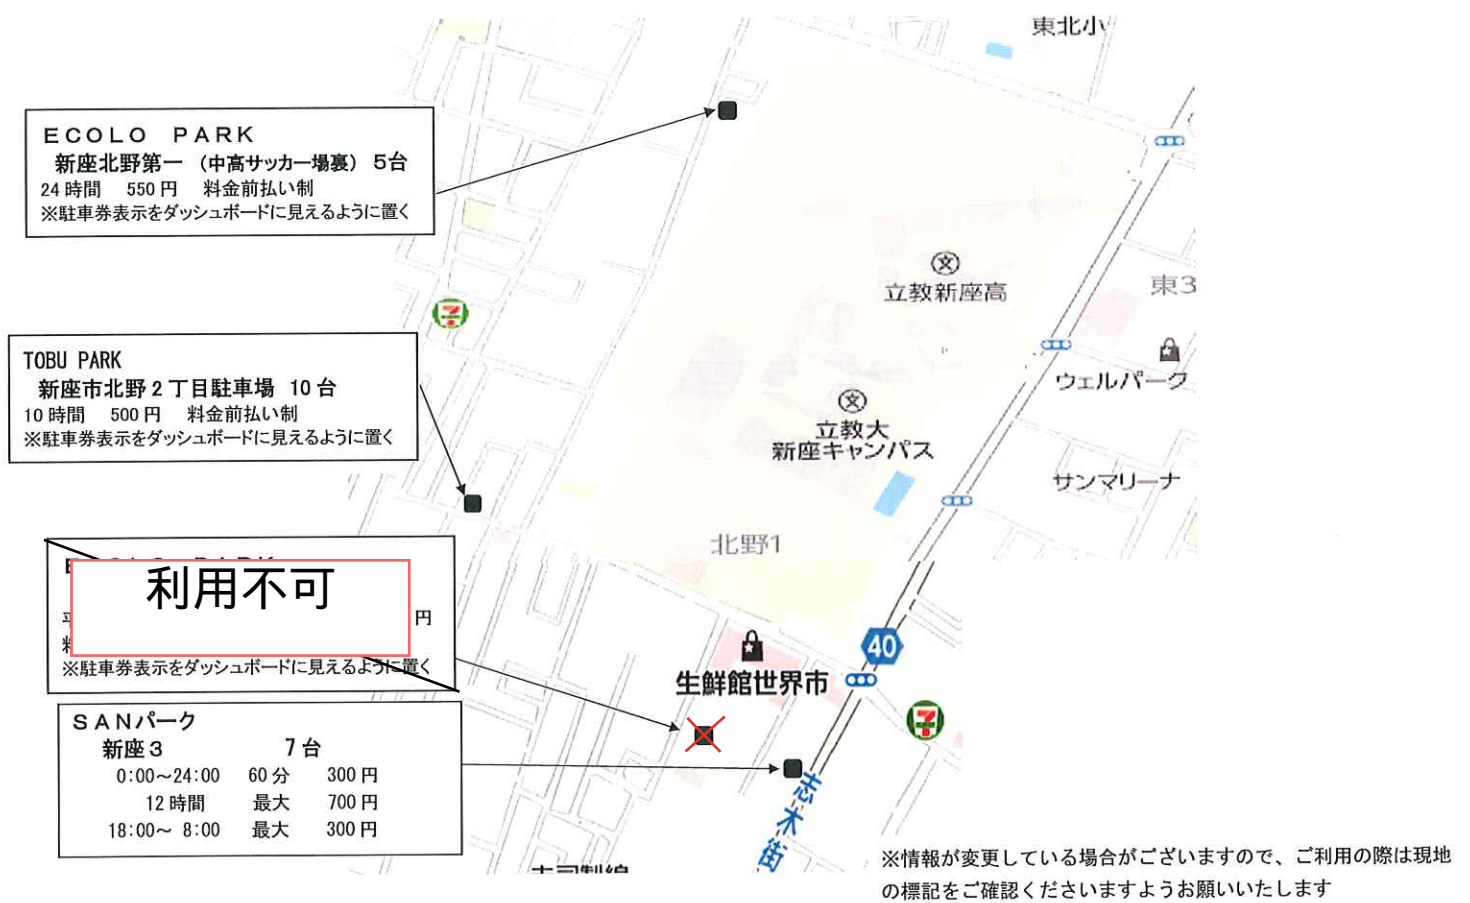 東北小
ECOLO PARK
新座北野第一 (中高サッカー場裏) 5台
24時間 550円 料金前払い制
※駐車券表示をダッシュボードに見えるように置く
立教新座高
東3
ウェルパーク
TOBU PARK
新座市北野2丁目駐車場 10台
10時間 500円 料金前払い制
※駐車券表示をダッシュボードに見えるように置く
立教大
新座キャンパス
サンマリーナ
北野1
利用不可
円
※駐車券表示をダッシュボードに見えるように置く
40
生鮮館世界市
SANパーク
新座3 7台
0:00~24:00 60分 300円
12時間 最大 700円
18:00~ 8:00 最大 300円
志木街
※情報が変更している場合がございますので、ご利用の際は現地
の標記をご確認くださいますようお願いいたします